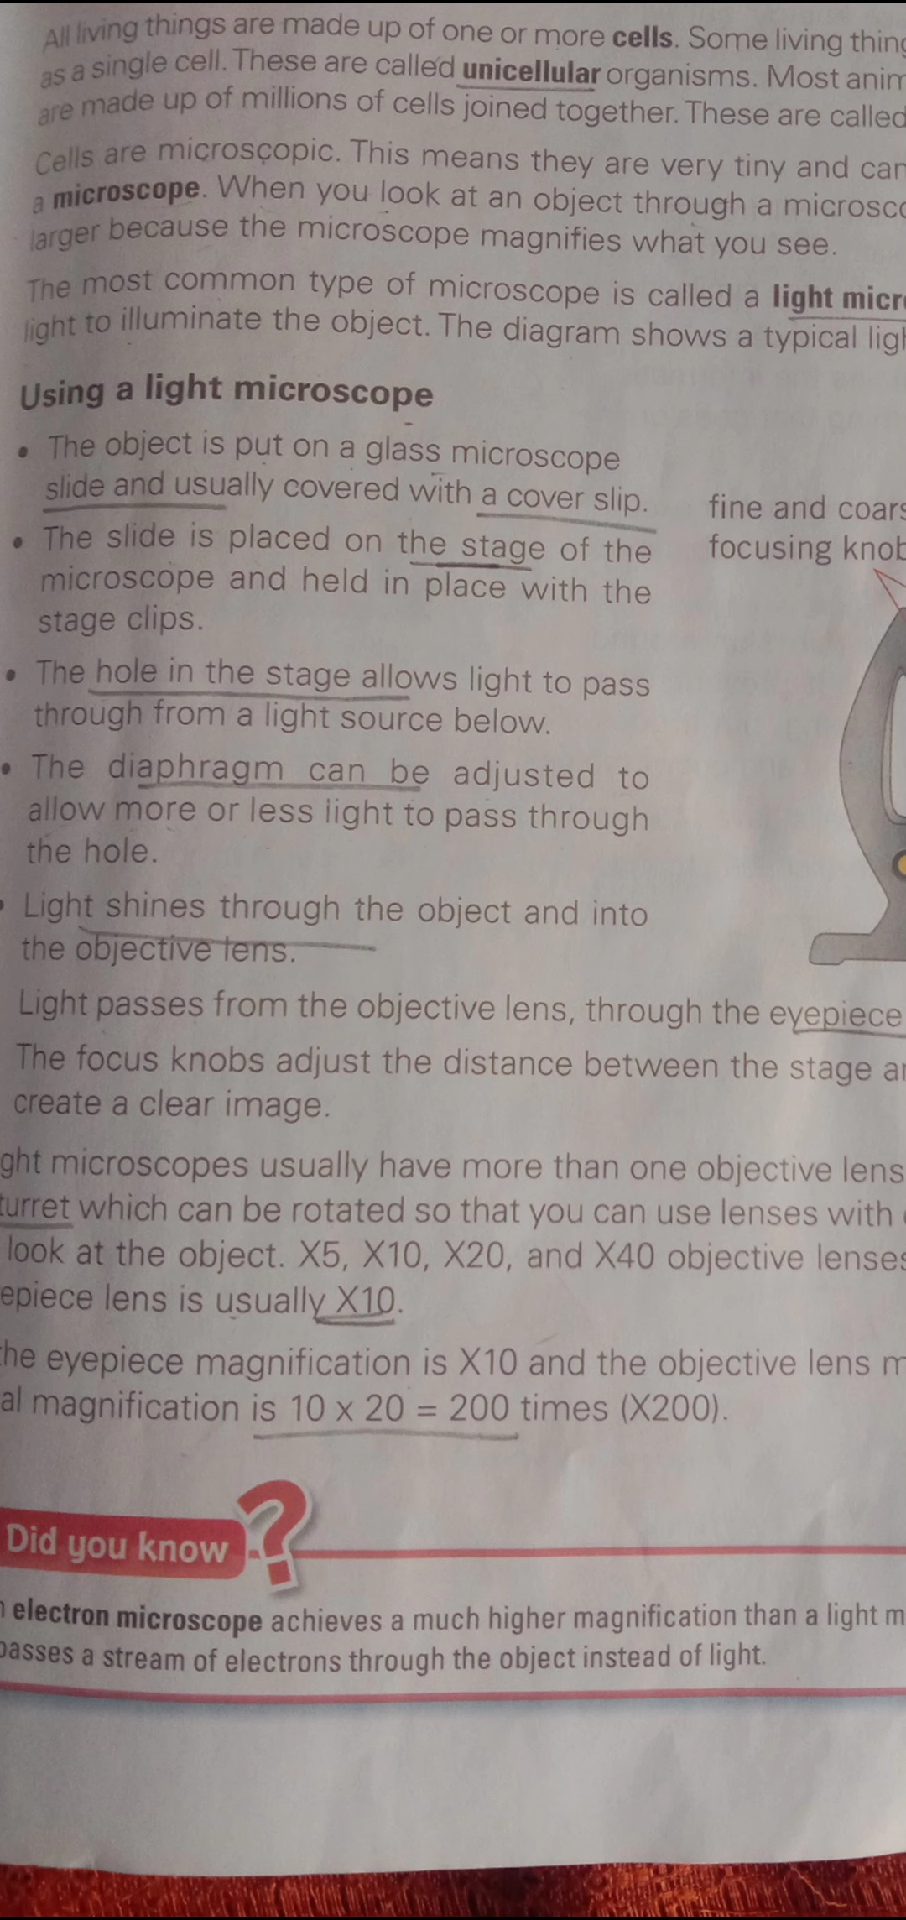 All living things are made up of one or more cells. Some living thing
as a single cell. These are called unicellular organisms. Most anim
are made up of millions of cells joined together. These are called
Cells are microscopic. This means they are very tiny and can
a microscope. When you look at an object through a microsco
larger because the microscope magnifies what you see.
The most common type of microscope is called a light micr
light to illuminate the object. The diagram shows a typical ligh
Using a light microscope
• The object is put on a glass microscope
slide and usually covered with a cover slip.
• The slide is placed on the stage of the
microscope and held in place with the
stage clips.
• The hole in the stage allows light to pass
through from a light source below.
• The diaphragm can be adjusted to
allow more or less light to pass through
the hole.
Light shines through the object and into
the objective lens.
fine and coars
focusing knob
Light passes from the objective lens, through the eyepiece
The focus knobs adjust the distance between the stage a
create a clear image.
ght microscopes usually have more than one objective lens
turret which can be rotated so that you can use lenses with
look at the object. X5, X10, X20, and X40 objective lenses
epiece lens is usually X10.
he eyepiece magnification is X10 and the objective lens m
al magnification is 10 x 20 = 200 times (X200).
Did you know ?
electron microscope achieves a much higher magnification than a light m
passes a stream of electrons through the object instead of light.